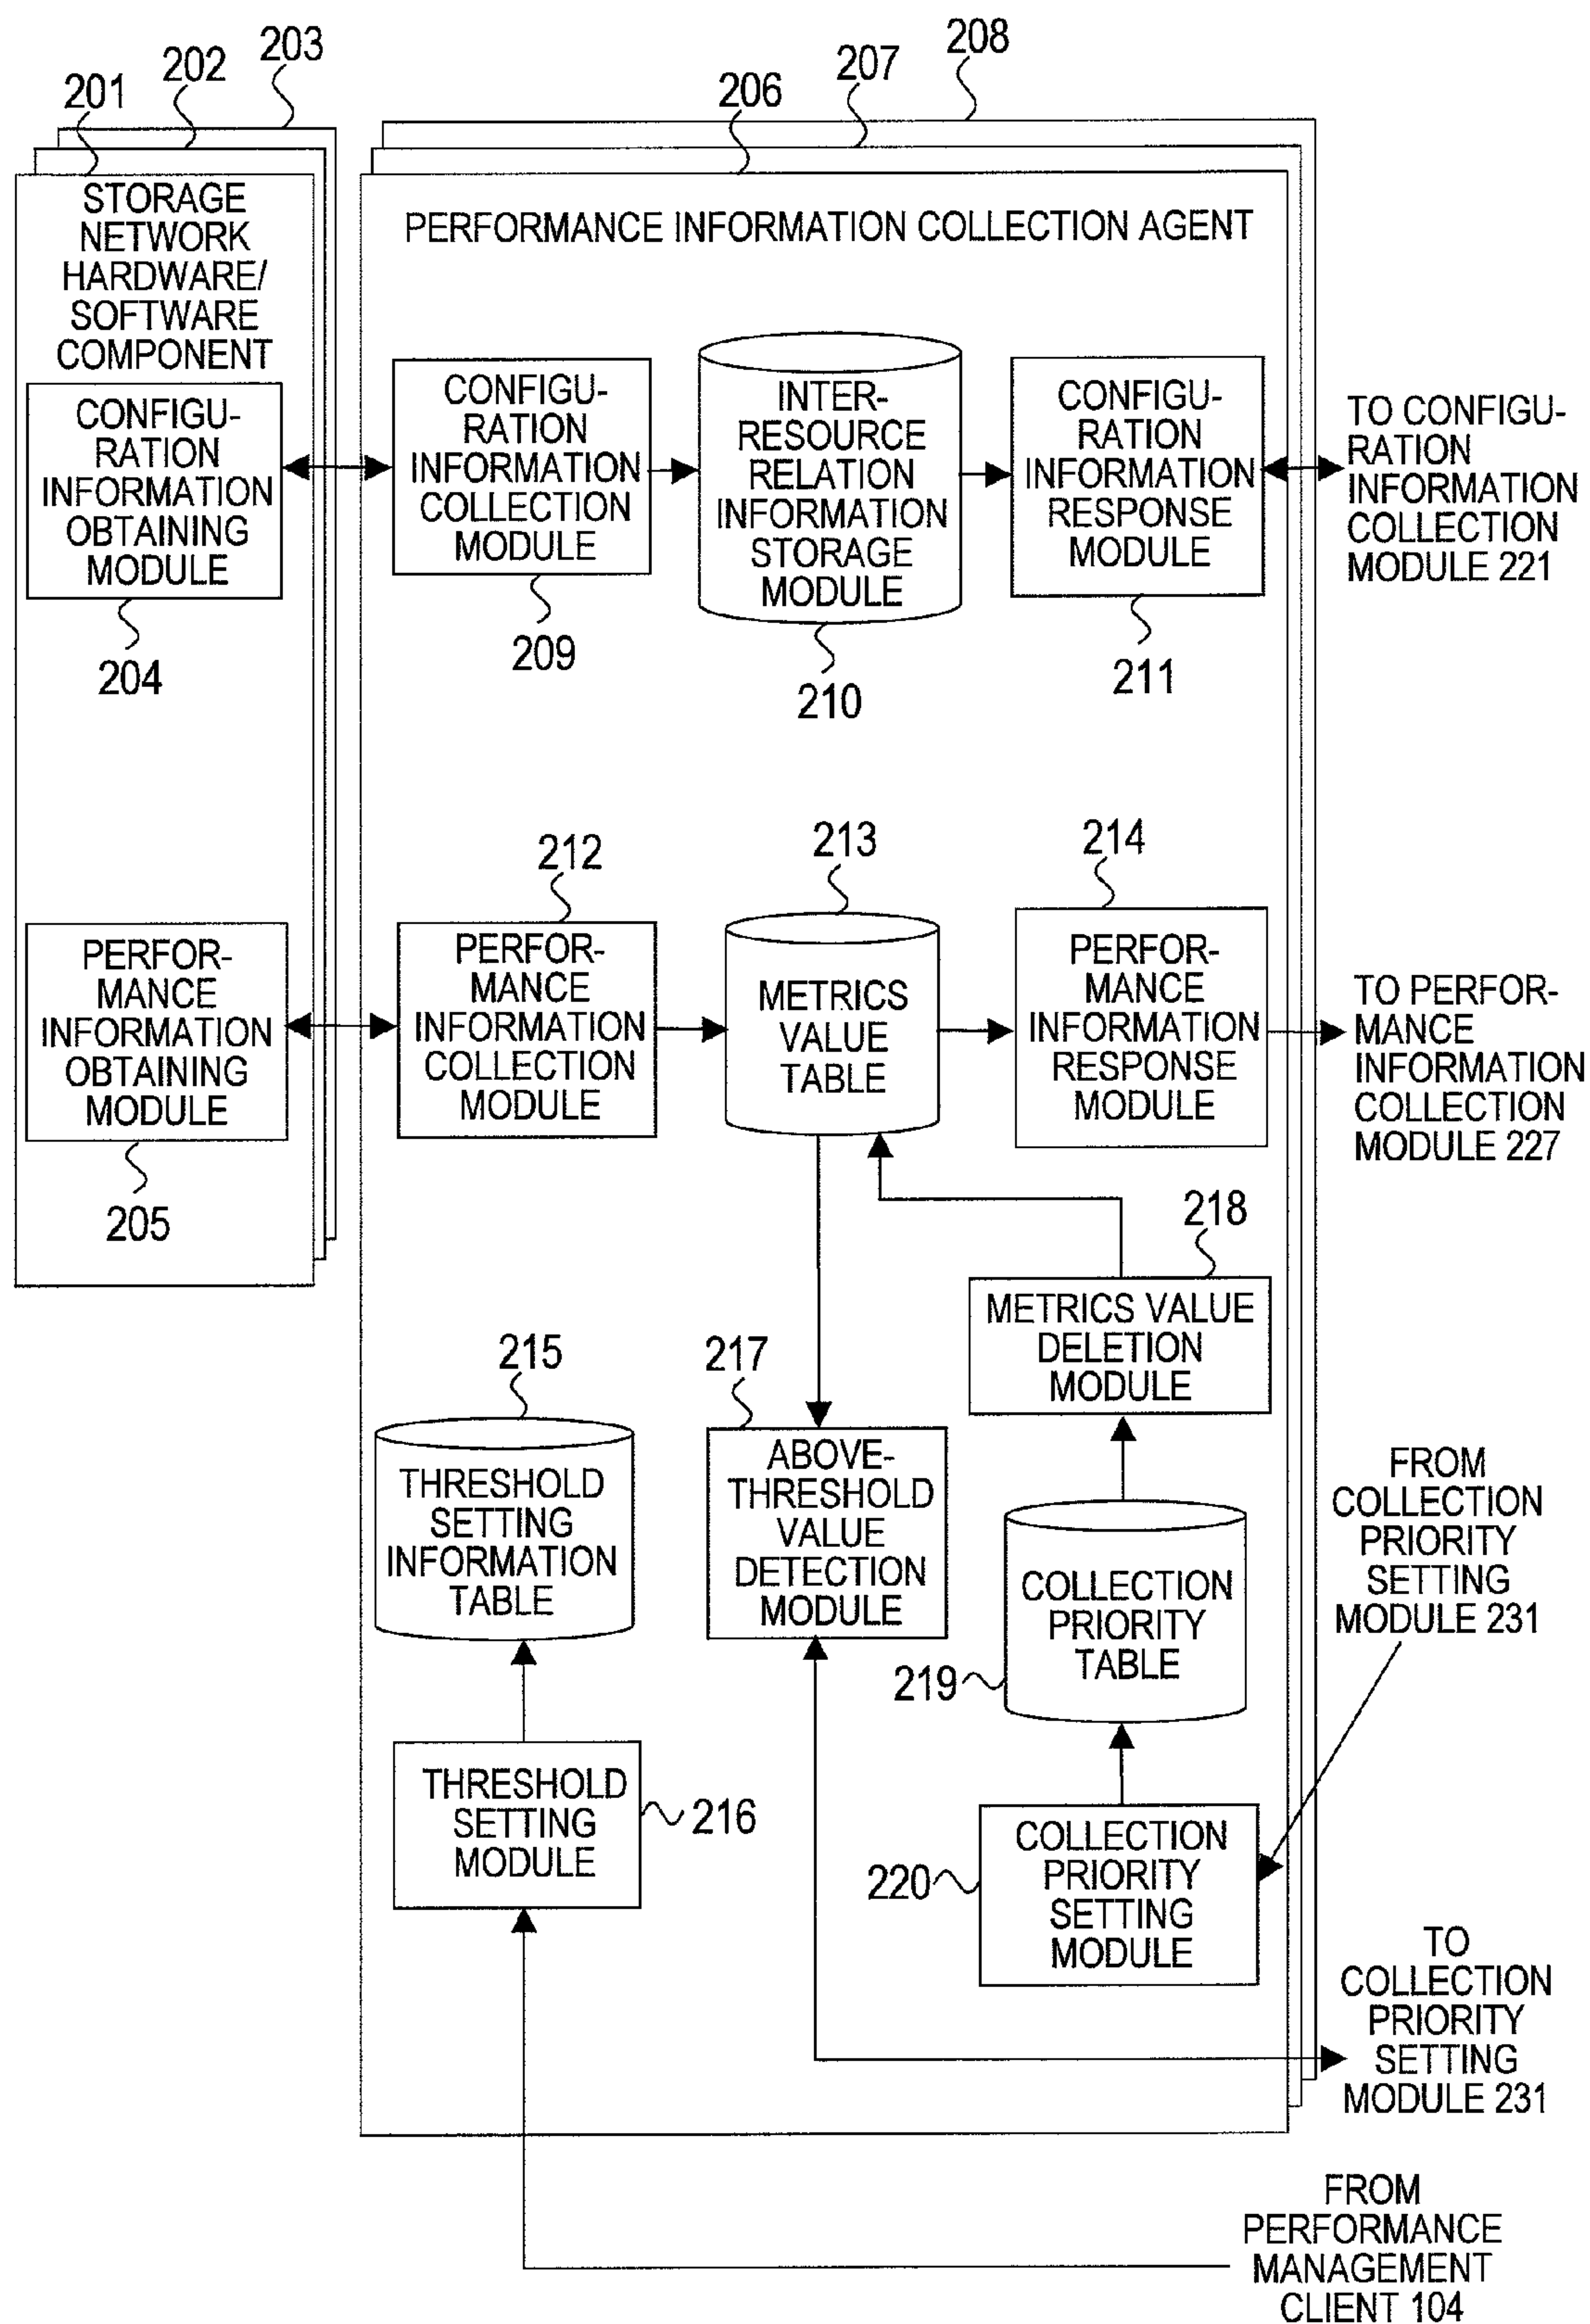 203
202
201
208
207
206
STORAGE
NETWORK
HARDWARE/
SOFTWARE
COMPONENT
PERFORMANCE INFORMATION COLLECTION AGENT
CONFIGU-
RATION
INFORMATION
OBTAINING
MODULE
204
CONFIGU-
RATION
INFORMATION
COLLECTION
MODULE
209
INTER-
RESOURCE
RELATION
INFORMATION
STORAGE
MODULE
210
CONFIGU-
RATION
INFORMATION
RESPONSE
MODULE
211
TO CONFIGU-
RATION
INFORMATION
COLLECTION
MODULE 221
PERFOR-
MANCE
INFORMATION
OBTAINING
MODULE
205
212
PERFOR-
MANCE
INFORMATION
COLLECTION
MODULE
213
METRICS
VALUE
TABLE
214
PERFOR-
MANCE
INFORMATION
RESPONSE
MODULE
TO PERFOR-
MANCE
INFORMATION
COLLECTION
MODULE 227
218
METRICS VALUE
DELETION
MODULE
215
THRESHOLD
SETTING
INFORMATION
TABLE
217
ABOVE-
THRESHOLD
VALUE
DETECTION
MODULE
COLLECTION
PRIORITY
TABLE
219
FROM
COLLECTION
PRIORITY
SETTING
MODULE 231
THRESHOLD
SETTING
MODULE
216
COLLECTION
PRIORITY
SETTING
MODULE
220
TO
COLLECTION
PRIORITY
SETTING
MODULE 231
FROM
PERFORMANCE
MANAGEMENT
CLIENT 104